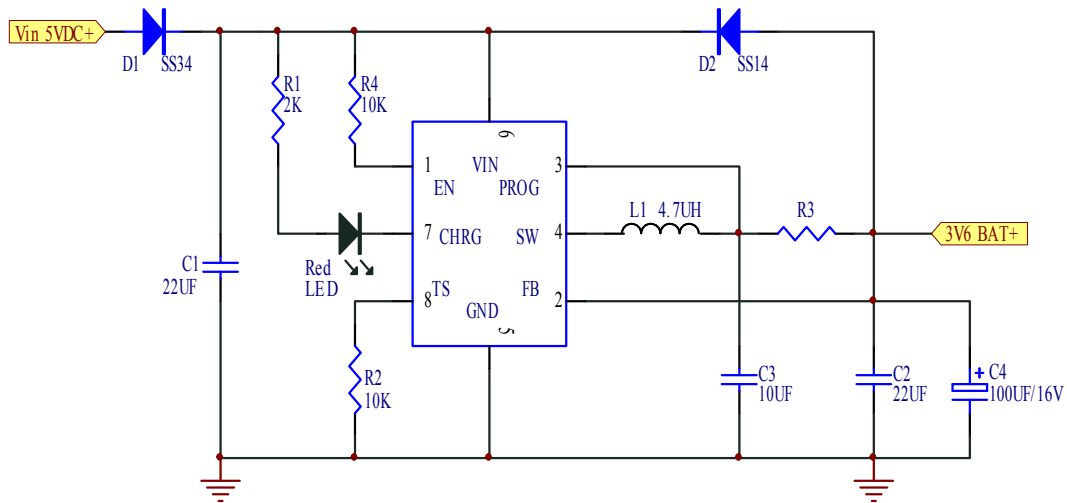 Vin 5VDC+
D1 SS34
D2 SS14
R1
2K
R4
10K
6
1 VIN 3
EN PROG
L1 4.7UH
R3
7 CHRG SW 4
3V6 BAT+
Red
LED
C1
22UF
8 TS FB 2
GND
5
R2
10K
C3
10UF
C2
22UF
+ C4
100UF/16V